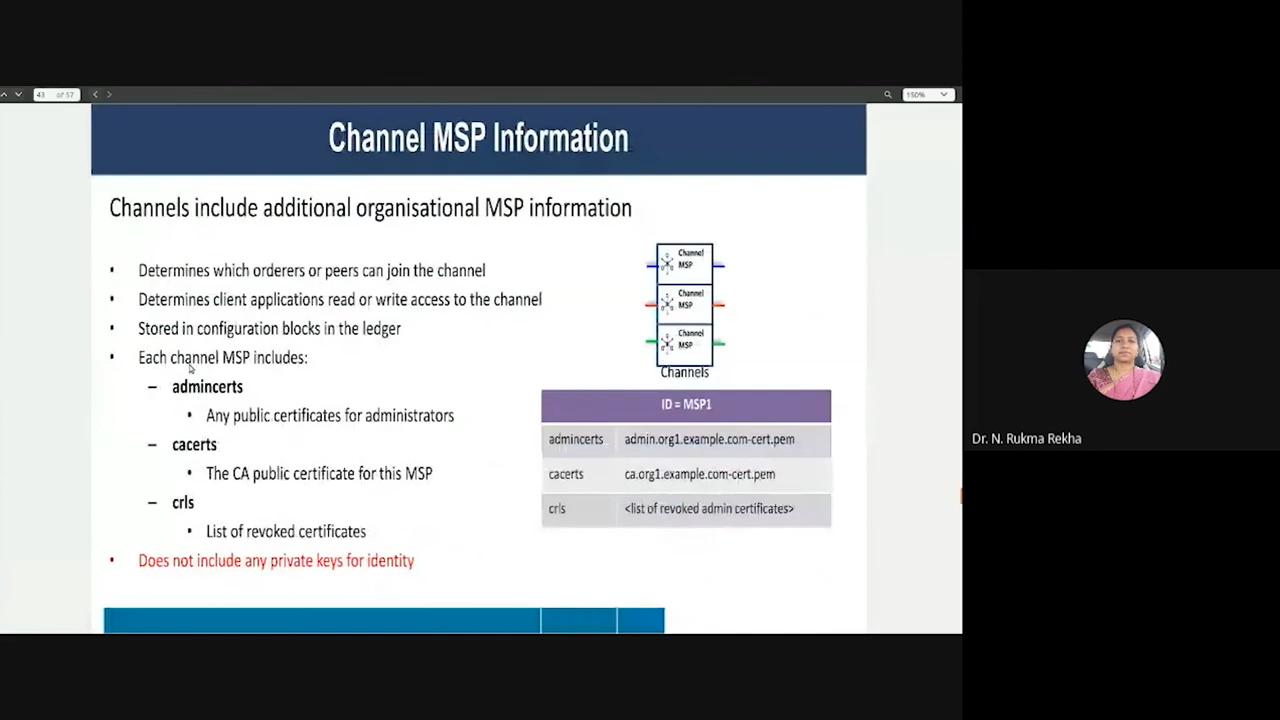 43 of 57
150%
Channel MSP Information
Channels include additional organisational MSP information
• Determines which orderers or peers can join the channel
• Determines client applications read or write access to the channel
• Stored in configuration blocks in the ledger
• Each channel MSP includes:
– admincerts
• Any public certificates for administrators
– cacerts
• The CA public certificate for this MSP
– crls
• List of revoked certificates
• Does not include any private keys for identity
Channel
MSP
Channel
MSP
Channel
MSP
Channels
ID = MSP1
admincerts admin.org1.example.com-cert.pem
cacerts ca.org1.example.com-cert.pem
crls <list of revoked admin certificates>
Dr. N. Rukma Rekha